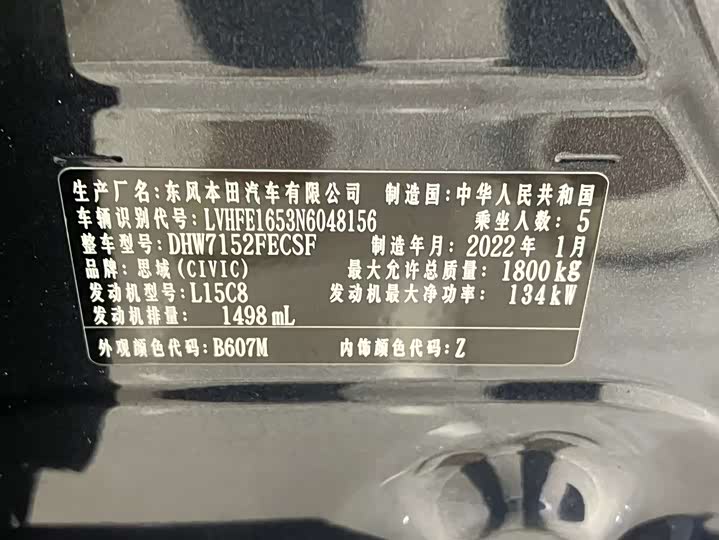 生产厂名:东风本田汽车有限公司 制造国:中华人民共和国
车辆识别代号:LVHFE1653N6048156 乘坐人数:5
整车型号:DHW7152FECSF 制造年月:2022年1月
品牌:思域(CIVIC) 最大允许总质量:1800kg
发动机型号:L15C8 发动机最大净功率:134kW
发动机排量:1498mL
外观颜色代码:B607M 内饰颜色代码:Z